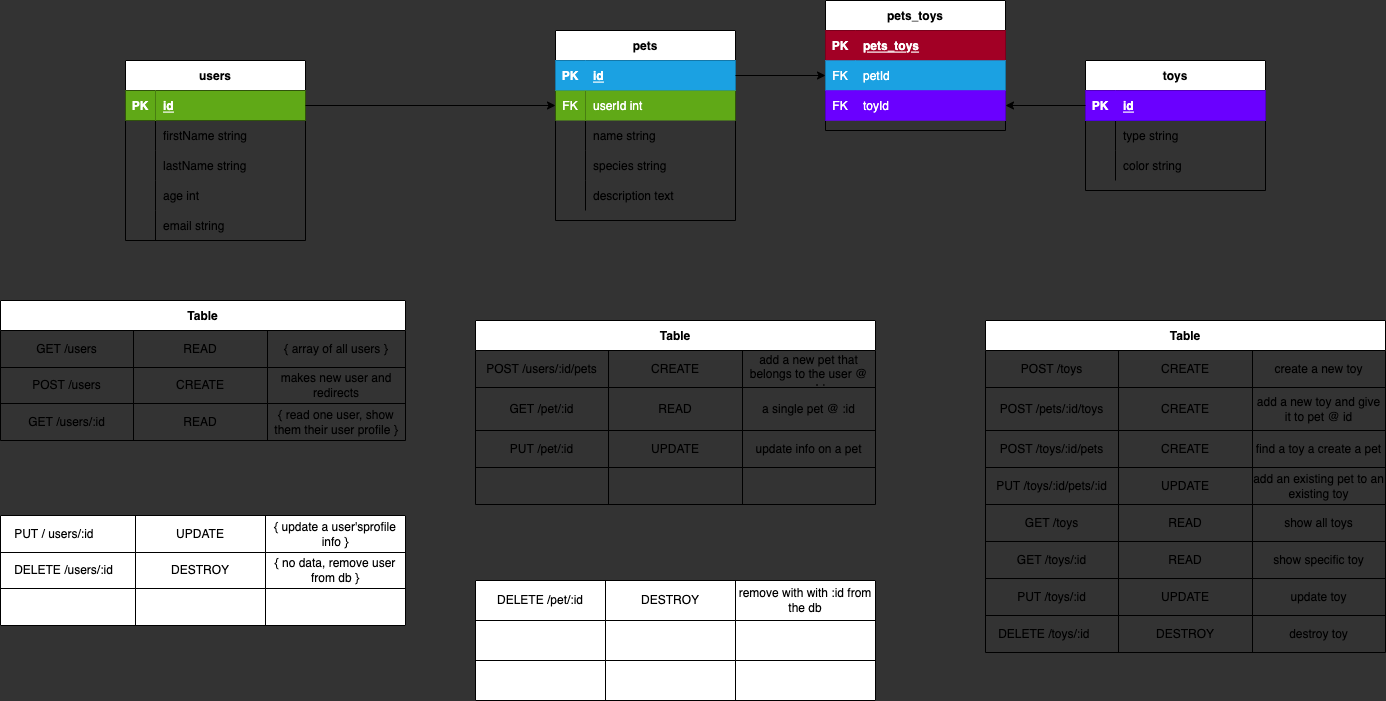 users
PK id
firstName string
lastName string
age int
email string
pets
PK id
FK userId int
name string
species string
description text
pets_toys
PK pets_toys
FK petId
FK toyId
toys
PK id
type string
color string
Table
GET /users READ { array of all users }
POST /users CREATE makes new user and
redirects
GET /users/:id READ { read one user, show
them their user profile }
PUT / users/:id UPDATE { update a user'sprofile
info }
DELETE /users/:id DESTROY { no data, remove user
from db }
Table
POST /users/:id/pets CREATE add a new pet that
belongs to the user @
GET /pet/:id READ a single pet @ :id
PUT /pet/:id UPDATE update info on a pet
DELETE /pet/:id DESTROY remove with with :id from
the db
Table
POST /toys CREATE create a new toy
POST /pets/:id/toys CREATE add a new toy and give
it to pet @ id
POST /toys/:id/pets CREATE find a toy a create a pet
PUT /toys/:id/pets/:id UPDATE add an existing pet to an
existing toy
GET /toys READ show all toys
GET /toys/:id READ show specific toy
PUT /toys/:id UPDATE update toy
DELETE /toys/:id DESTROY destroy toy